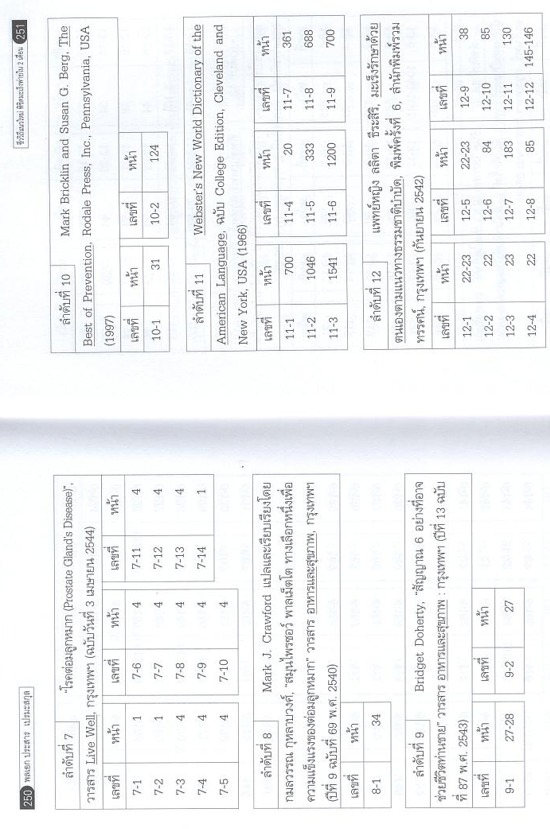 250 พลเอก ประสาร เปรมะสกุล
ลำดับที่ 7 "โรคต่อมลูกหมาก (Prostate Gland's Disease)",
วารสาร Live Well, กรุงเทพฯ (ฉบับวันที่ 3 เมษายน 2544)
เลขที่ หน้า เลขที่ หน้า เลขที่ หน้า
7-1 1 7-6 4 7-11 4
7-2 1 7-7 4 7-12 4
7-3 4 7-8 4 7-13 4
7-4 4 7-9 4 7-14 1
7-5 4 7-10 4
ลำดับที่ 8 Mark J. Crawford แปลและเรียบเรียงโดย
กมลวรรณ กุหลาบวงศ์, "สมุนไพรซอว์ พาลเม็ตโต ทางเลือกหนึ่งเพื่อ
ความแข็งแรงของต่อมลูกหมาก" วารสาร อาหารและสุขภาพ, กรุงเทพฯ
(ปีที่ 9 ฉบับที่ 69 พ.ศ. 2540)
เลขที่ หน้า
8-1 34
ลำดับที่ 9 Bridget Doherty, "สัญญาณ 6 อย่างที่อาจ
ช่วยชีวิตท่านชาย" วารสาร อาหารและสุขภาพ : กรุงเทพฯ (ปีที่ 13 ฉบับ
ที่ 87 พ.ศ. 2543)
เลขที่ หน้า เลขที่ หน้า
9-1 27-28 9-2 27
251
ลำดับที่ 10 Mark Bricklin and Susan G. Berg, The
Best of Prevention, Rodale Press, Inc., Pennsylvania, USA
(1997)
เลขที่ หน้า เลขที่ หน้า
10-1 31 10-2 124
ลำดับที่ 11 Webster's New World Dictionary of the
American Language, ฉบับ College Edition, Cleveland and
New York, USA (1966)
เลขที่ หน้า เลขที่ หน้า เลขที่ หน้า
11-1 700 11-4 20 11-7 361
11-2 1046 11-5 333 11-8 688
11-3 1541 11-6 1200 11-9 700
ลำดับที่ 12 แพทย์หญิง ลลิตา ธีระสิริ, มะเร็งรักษาด้วย
ตนเองตามแนวทางธรรมชาติบำบัด, พิมพ์ครั้งที่ 6, สำนักพิมพ์รวม
ทรรศน์, กรุงเทพฯ (กันยายน 2542)
เลขที่ หน้า เลขที่ หน้า เลขที่ หน้า
12-1 22-23 12-5 22-23 12-9 38
12-2 22 12-6 84 12-10 85
12-3 23 12-7 183 12-11 130
12-4 22 12-8 85 12-12 145-146